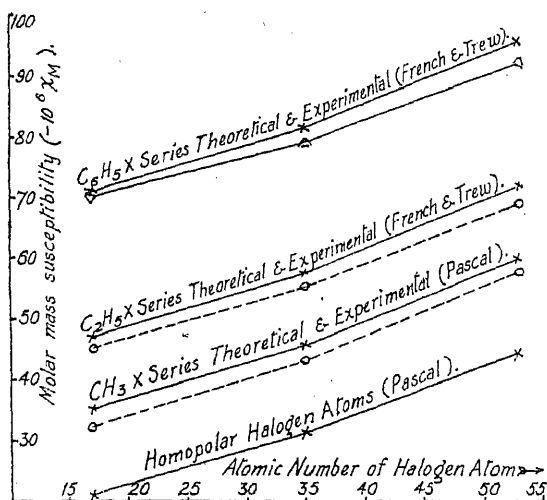 100
90
80
70
60
50
40
30
Molar mass susceptibility (-10⁶ χM).
C6H5X Series Theoretical & Experimental (French & Trew).
C2H5X Series Theoretical & Experimental (French & Trew).
CH3 X Series Theoretical & Experimental (Pascal).
Homopolar Halogen Atoms (Pascal).
Atomic Number of Halogen Atom→
15 20 25 30 35 40 45 50 55